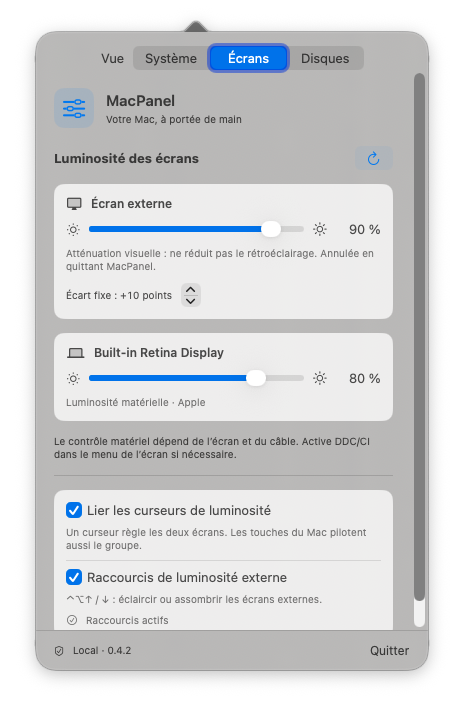 Vue Système Écrans Disques
MacPanel
Votre Mac, à portée de main
Luminosité des écrans
Écran externe
90 %
Atténuation visuelle : ne réduit pas le rétroéclairage. Annulée en
quittant MacPanel.
Écart fixe : +10 points
Built-in Retina Display
80 %
Luminosité matérielle · Apple
Le contrôle matériel dépend de l'écran et du câble. Active DDC/CI
dans le menu de l'écran si nécessaire.
Lier les curseurs de luminosité
Un curseur règle les deux écrans. Les touches du Mac pilotent
aussi le groupe.
Raccourcis de luminosité externe
⌃⌥↑ / ↓ : éclaircir ou assombrir les écrans externes.
Raccourcis actifs
Local · 0.4.2 Quitter